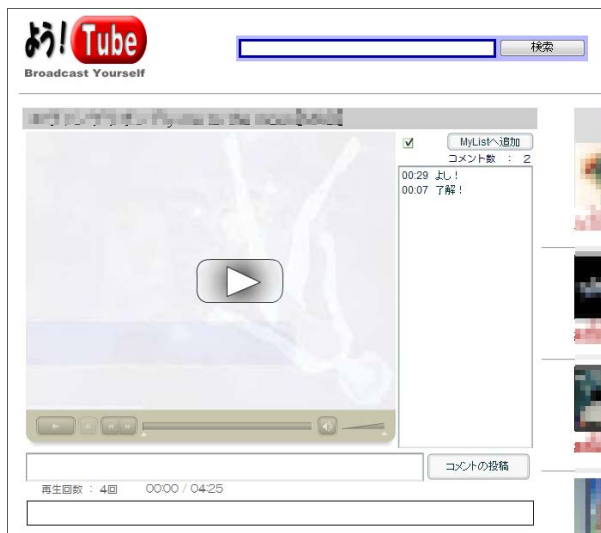 よう! Tube
Broadcast Yourself
検索
MyListへ追加
コメント数 : 2
00:29 よし!
00:07 了解!
コメントの投稿
再生回数 : 4回 00:00 / 04:25